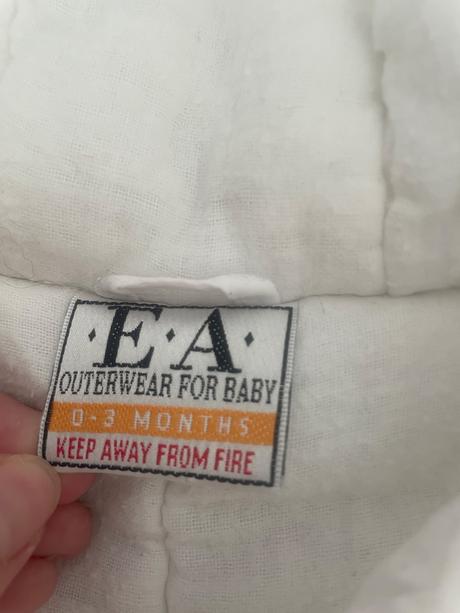 ·E·A·
OUTERWEAR FOR BABY
0-3 MONTHS
KEEP AWAY FROM FIRE